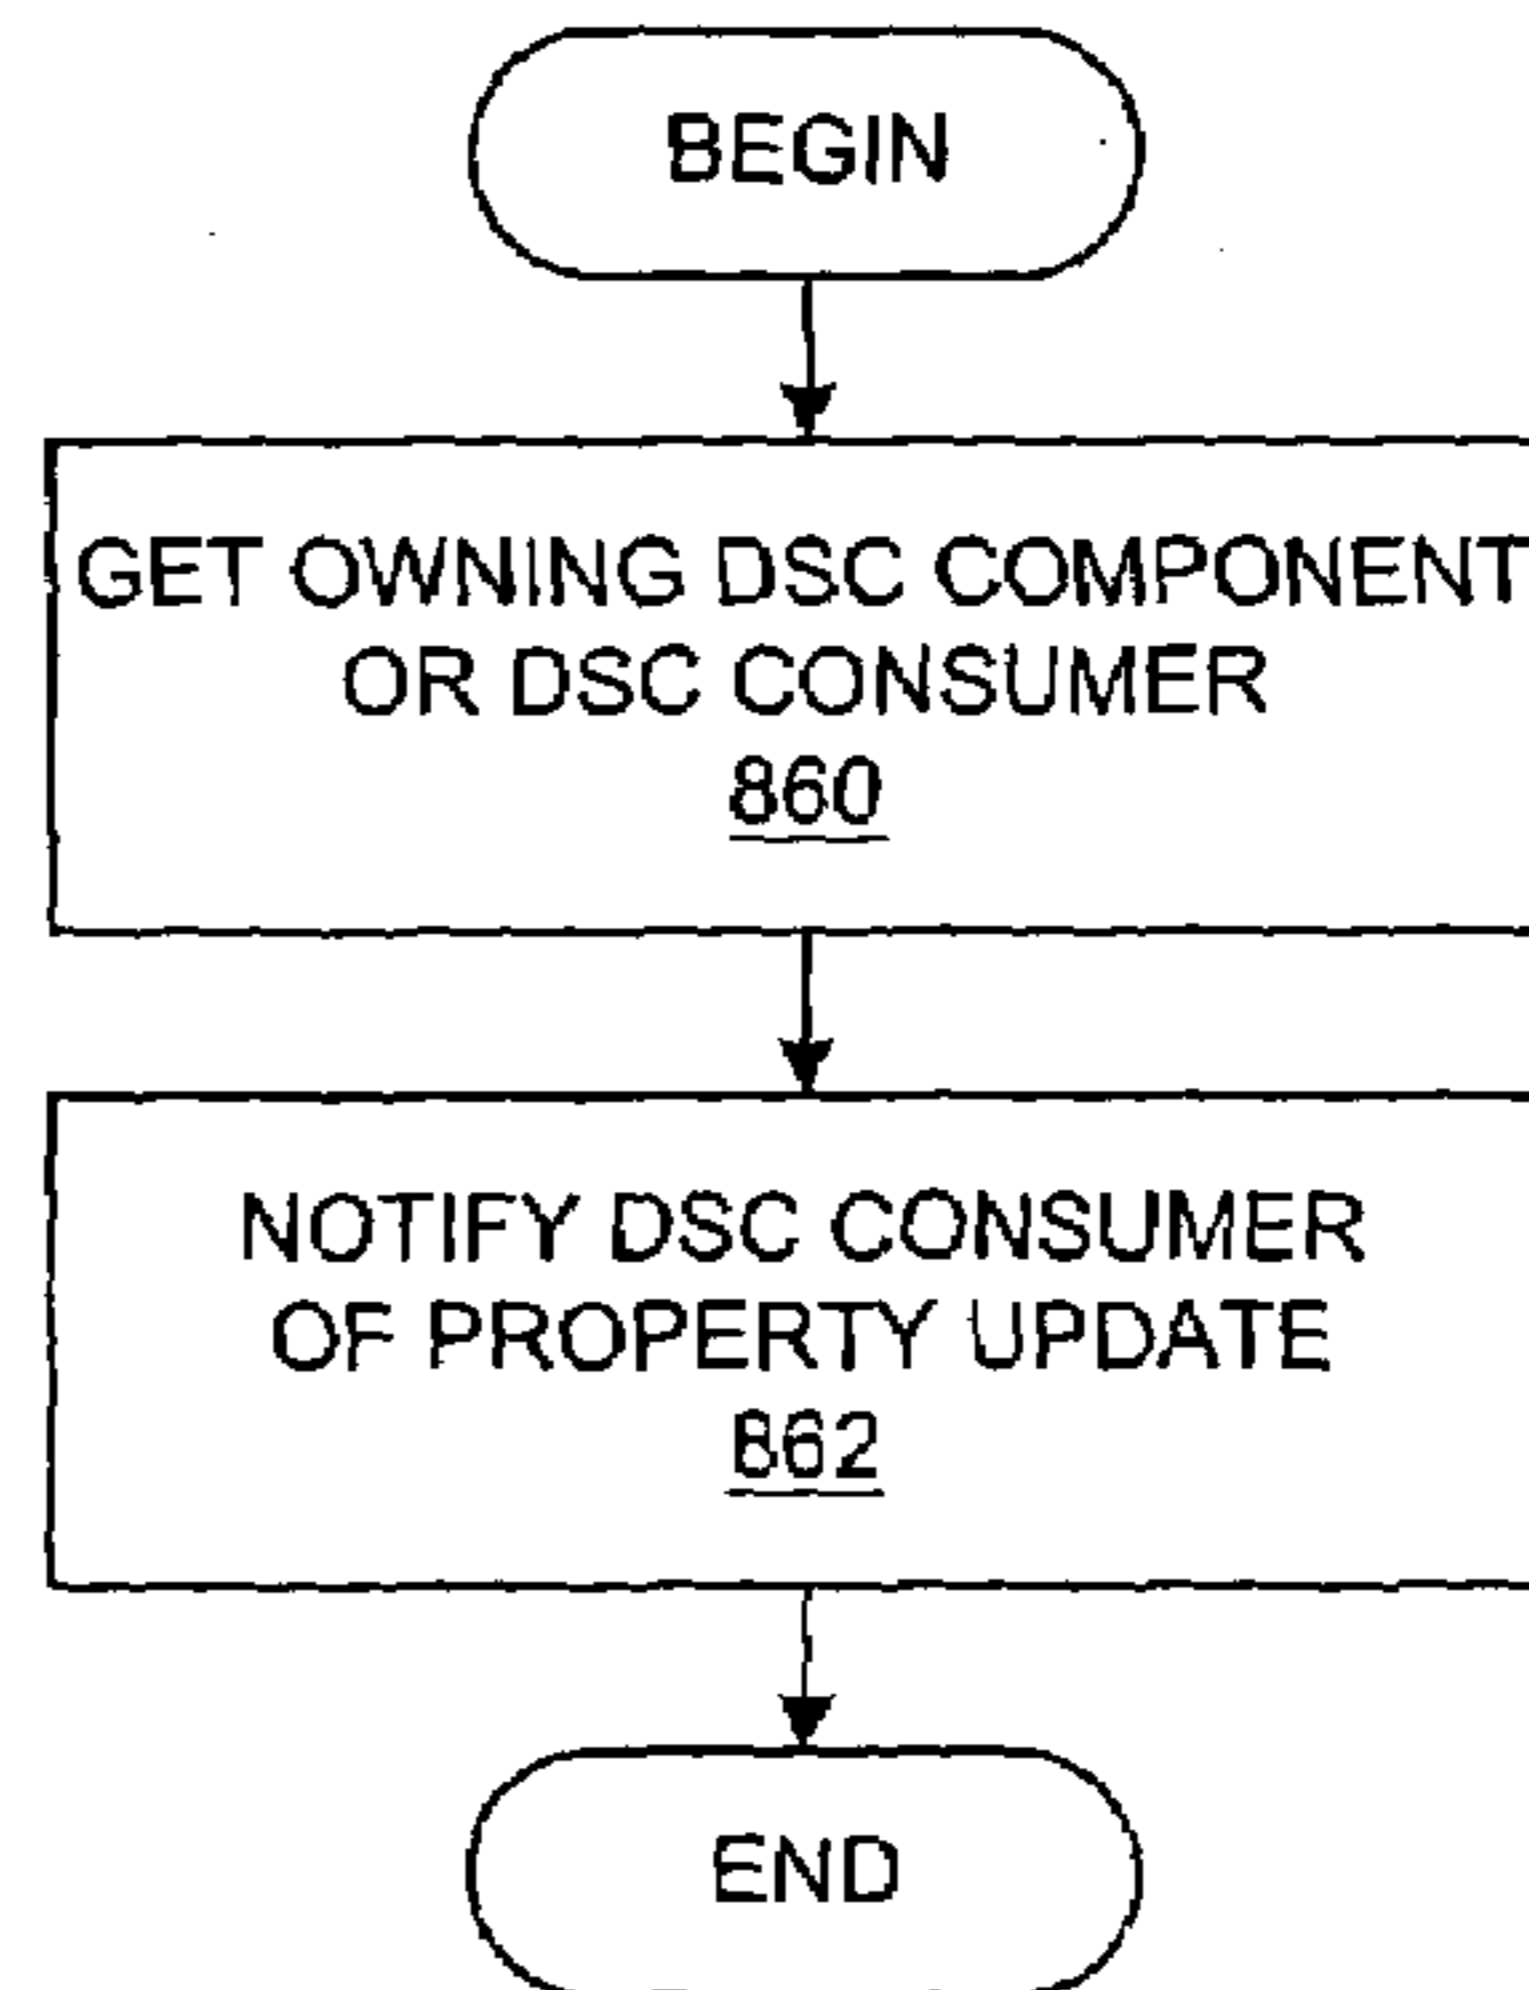 BEGIN
GET OWNING DSC COMPONENT
OR DSC CONSUMER
860
NOTIFY DSC CONSUMER
OF PROPERTY UPDATE
862
END